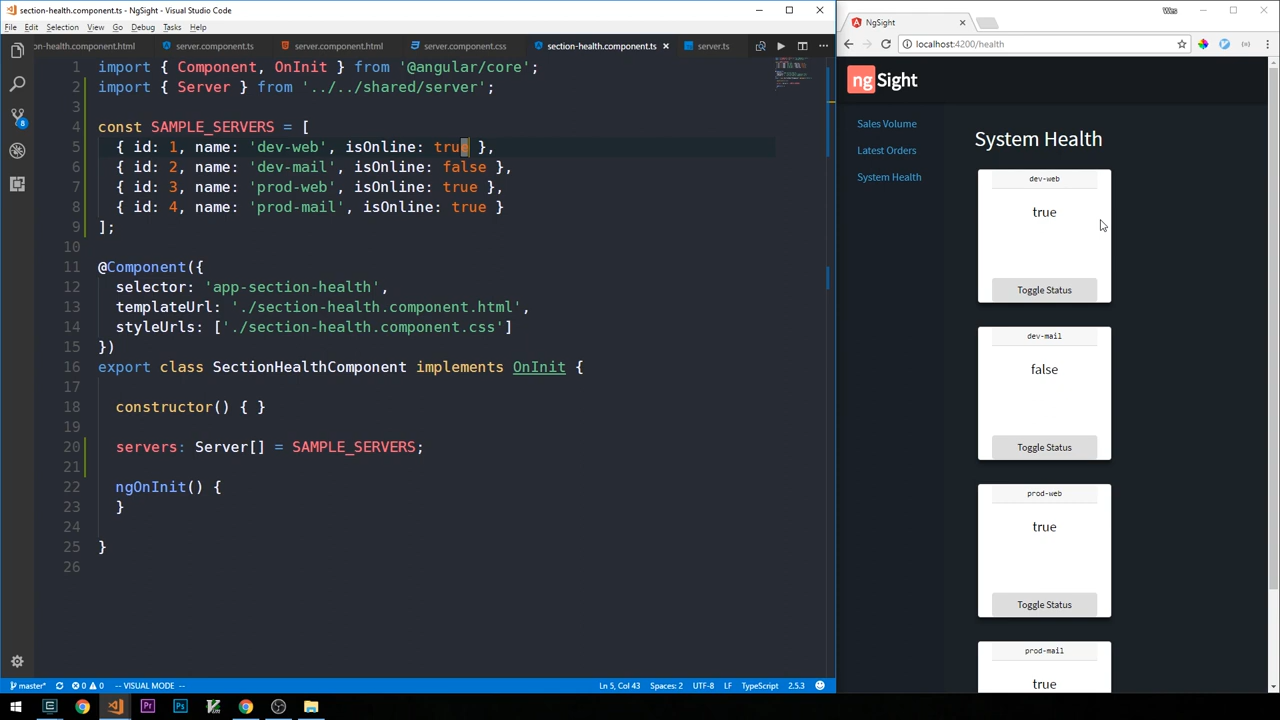 section-health.component.ts - NgSight - Visual Studio Code
File Edit Selection View Go Debug Tasks Help
on-health.component.html server.component.ts server.component.html server.component.css section-health.component.ts server.ts
1 import { Component, OnInit } from '@angular/core';
2 import { Server } from '../../shared/server';
3
4 const SAMPLE_SERVERS = [
5 { id: 1, name: 'dev-web', isOnline: true },
6 { id: 2, name: 'dev-mail', isOnline: false },
7 { id: 3, name: 'prod-web', isOnline: true },
8 { id: 4, name: 'prod-mail', isOnline: true }
9 ];
10
11 @Component({
12 selector: 'app-section-health',
13 templateUrl: './section-health.component.html',
14 styleUrls: ['./section-health.component.css']
15 })
16 export class SectionHealthComponent implements OnInit {
17
18 constructor() { }
19
20 servers: Server[] = SAMPLE_SERVERS;
21
22 ngOnInit() {
23 }
24
25 }
26
8
master* 0 0 -- VISUAL MODE -- Ln 5, Col 43 Spaces: 2 UTF-8 LF TypeScript 2.5.3
NgSight
Wes
localhost:4200/health
ng Sight
Sales Volume
Latest Orders
System Health
System Health
dev-web
true
Toggle Status
dev-mail
false
Toggle Status
prod-web
true
Toggle Status
prod-mail
true